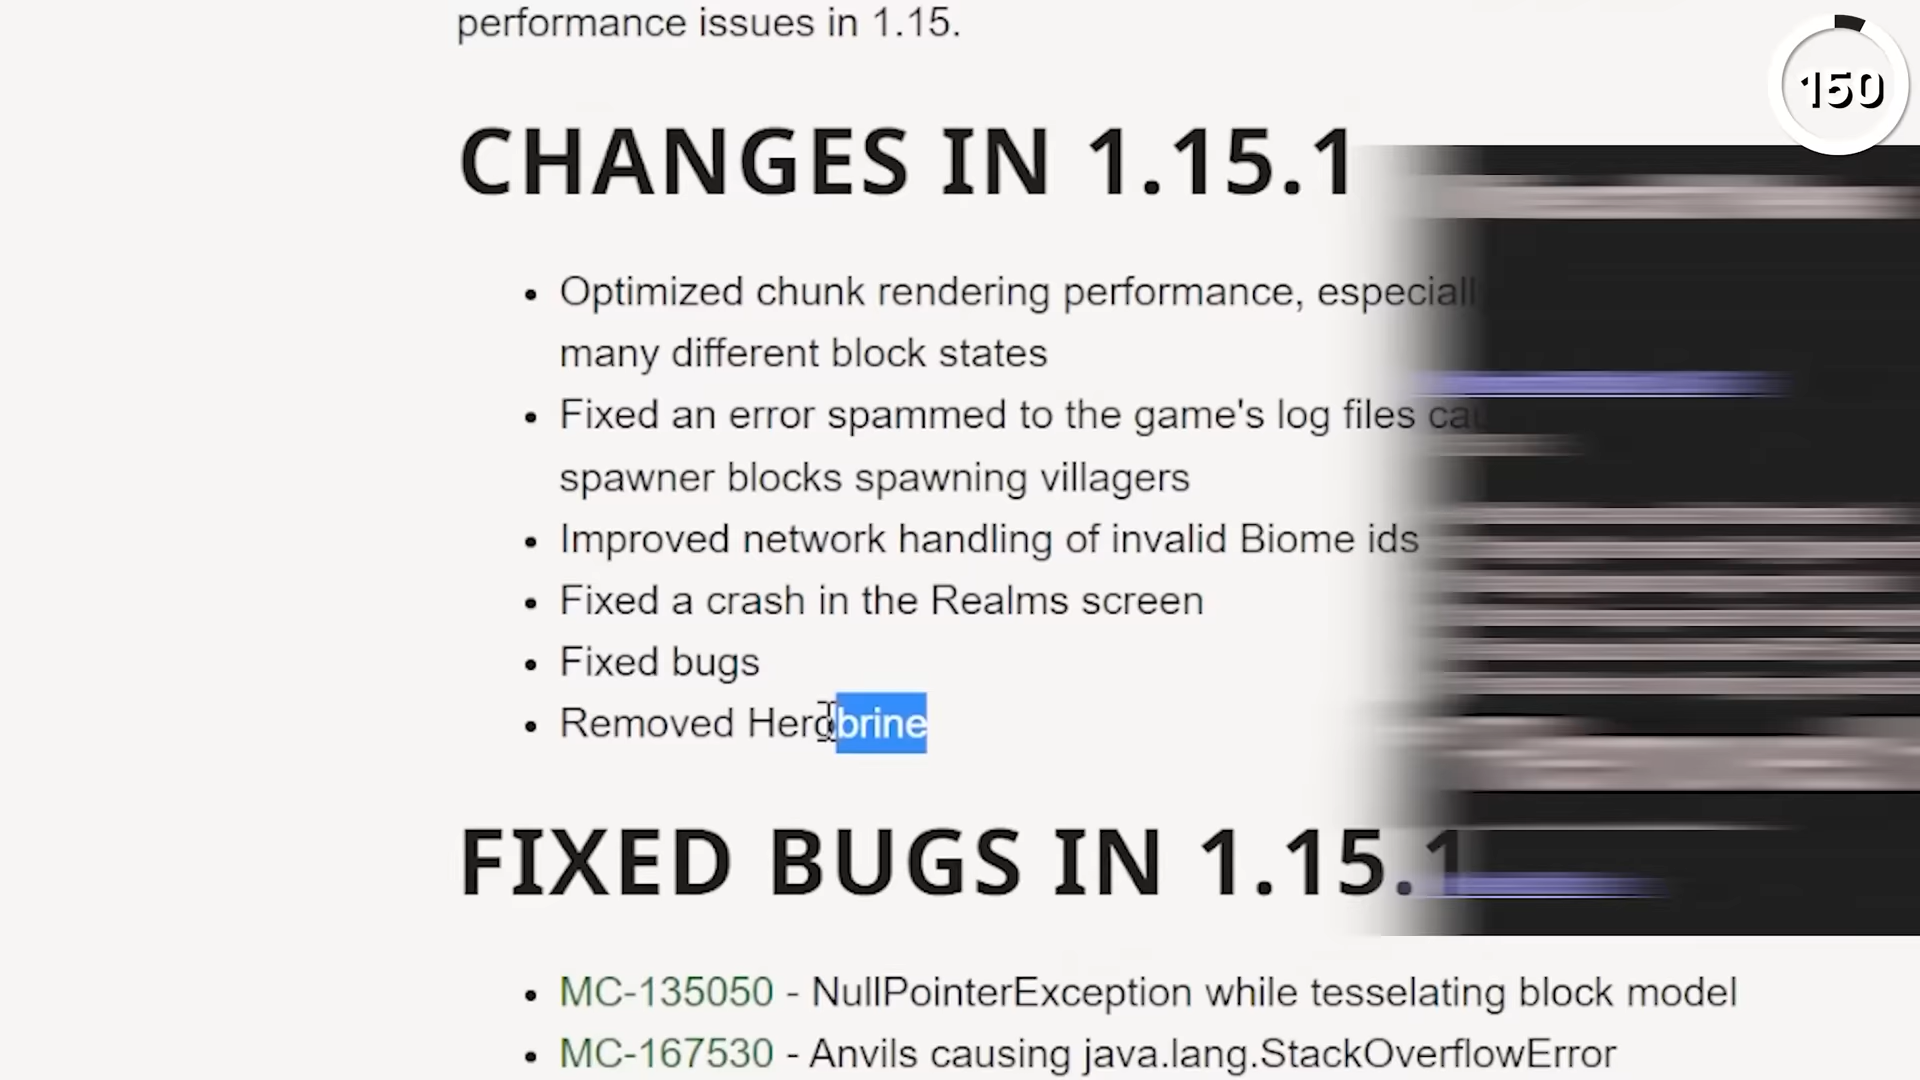 performance issues in 1.15.
150
CHANGES IN 1.15.1
• Optimized chunk rendering performance, especiall
many different block states
• Fixed an error spammed to the game's log files cau
spawner blocks spawning villagers
• Improved network handling of invalid Biome ids
• Fixed a crash in the Realms screen
• Fixed bugs
• Removed Herobrine
FIXED BUGS IN 1.15.1
• MC-135050 - NullPointerException while tesselating block model
• MC-167530 - Anvils causing java.lang.StackOverflowError